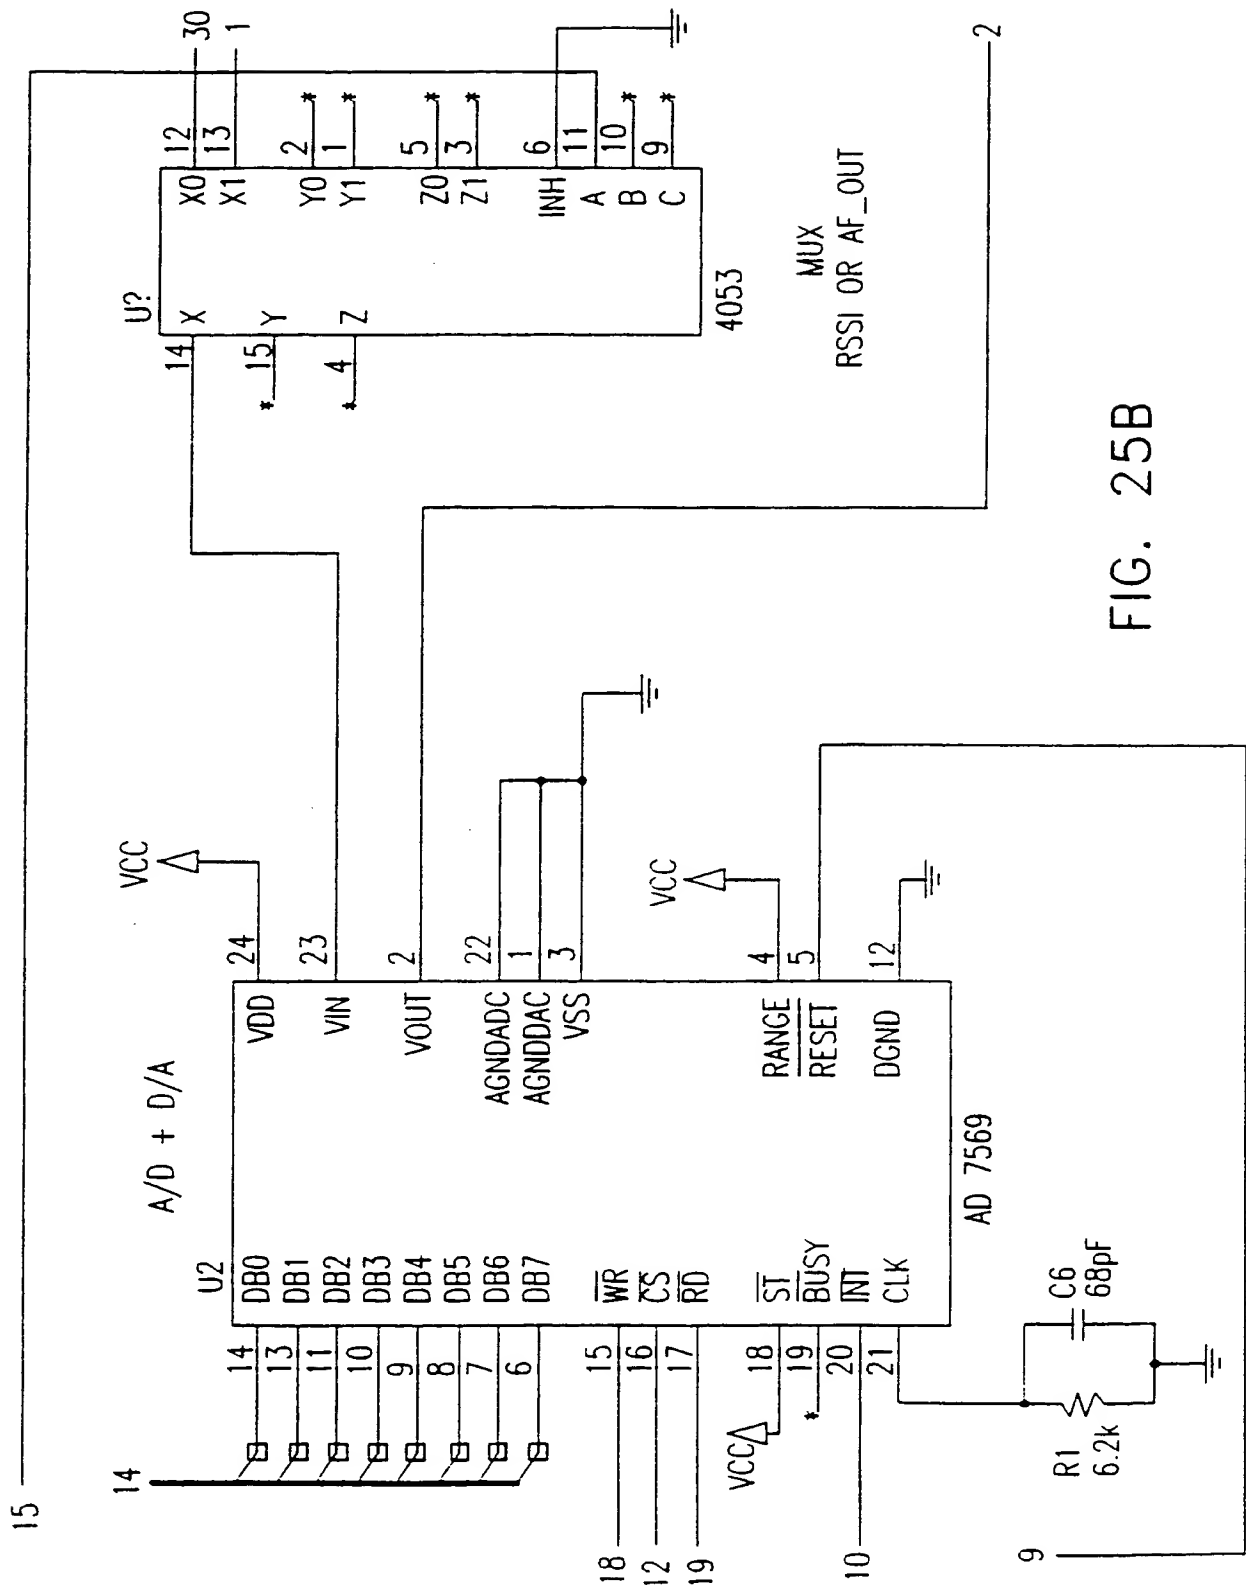 15
14
A/D + D/A
U2
DB0
DB1
DB2
DB3
DB4
DB5
DB6
DB7
WR
CS
RD
ST
BUSY
INT
CLK
14
13
11
10
9
8
7
6
15
16
17
18
19
20
21
18
12
19
VCC
*
10
9
R1
6.2k
C6
68pF
VDD
VIN
VOUT
AGNDADC
AGNDDAC
VSS
RANGE
RESET
DGND
24
23
2
22
1
3
4
5
12
VCC
VCC
AD 7569
U?
X
Y
Z
14
15
4
*
*
X0
X1
Y0
Y1
Z0
Z1
INH
A
B
C
12
13
2
1
5
3
6
11
10
9
*
*
*
*
*
*
30
1
4053
MUX
RSSI OR AF_OUT
2
FIG. 25B